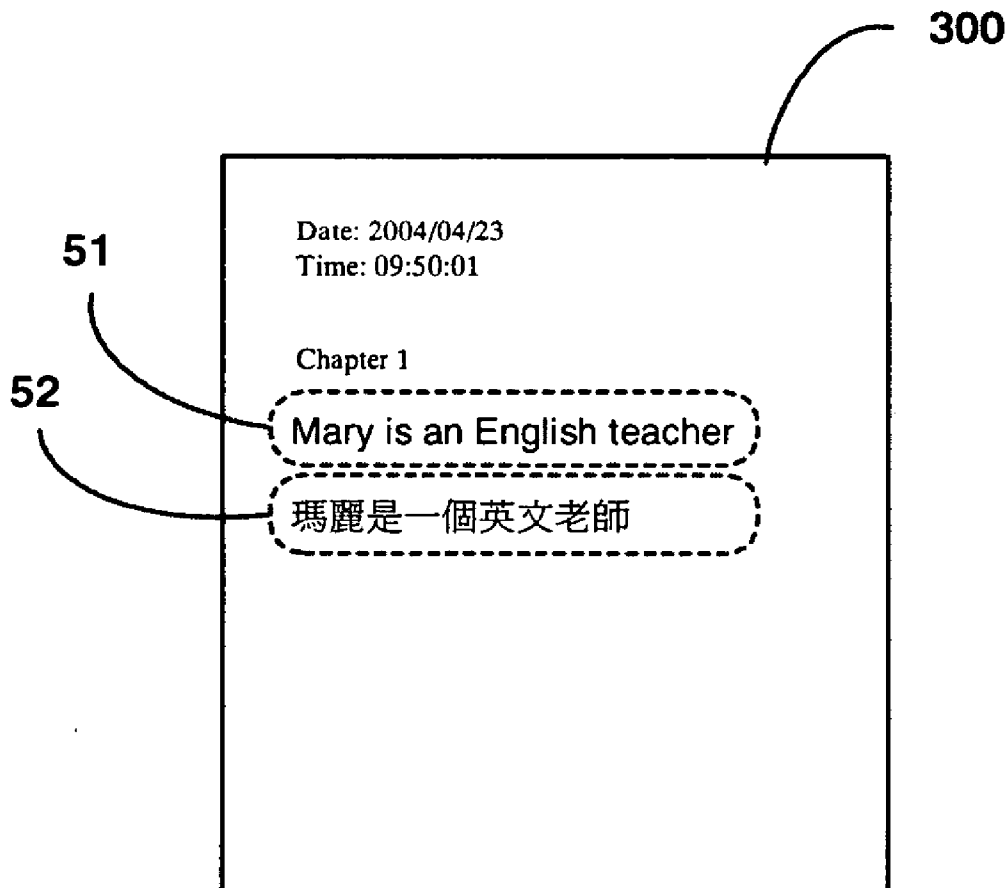 300
Date: 2004/04/23
Time: 09:50:01
51
Chapter 1
52
Mary is an English teacher
瑪麗是一個英文老師